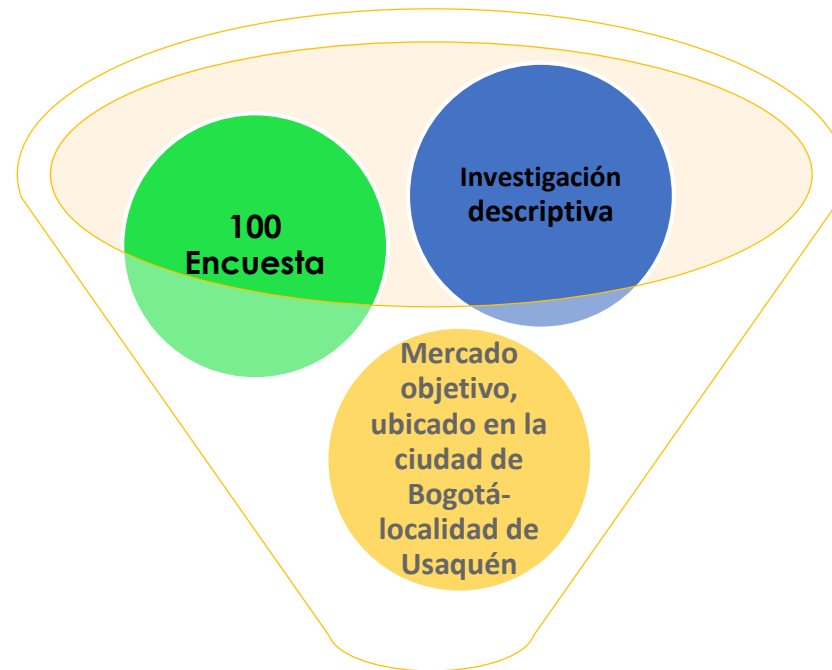 100
Encuesta
Investigación
descriptiva
Mercado
objetivo,
ubicado en la
ciudad de
Bogotá-
localidad de
Usaquén